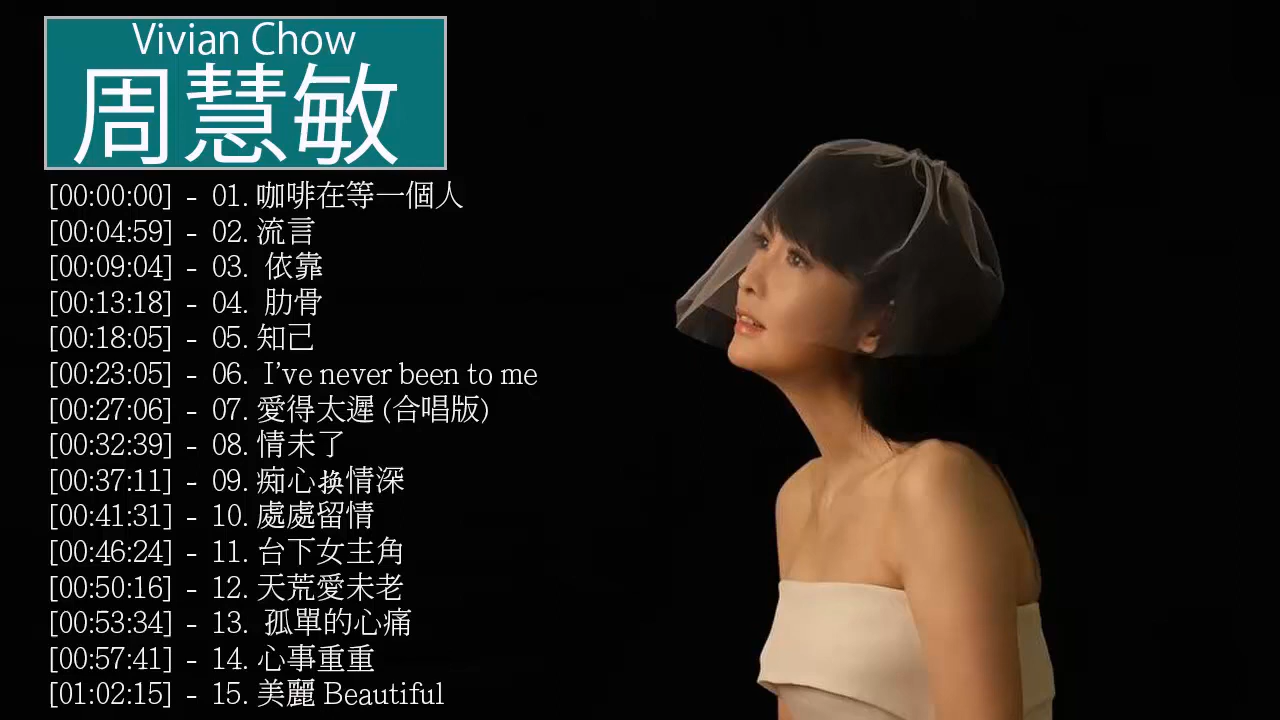 Vivian Chow
周慧敏
[00:00:00] - 01. 咖啡在等一個人
[00:04:59] - 02. 流言
[00:09:04] - 03. 依靠
[00:13:18] - 04. 肋骨
[00:18:05] - 05. 知己
[00:23:05] - 06. I've never been to me
[00:27:06] - 07. 愛得太遲 (合唱版)
[00:32:39] - 08. 情未了
[00:37:11] - 09. 痴心换情深
[00:41:31] - 10. 處處留情
[00:46:24] - 11. 台下女主角
[00:50:16] - 12. 天荒愛未老
[00:53:34] - 13. 孤單的心痛
[00:57:41] - 14. 心事重重
[01:02:15] - 15. 美麗 Beautiful